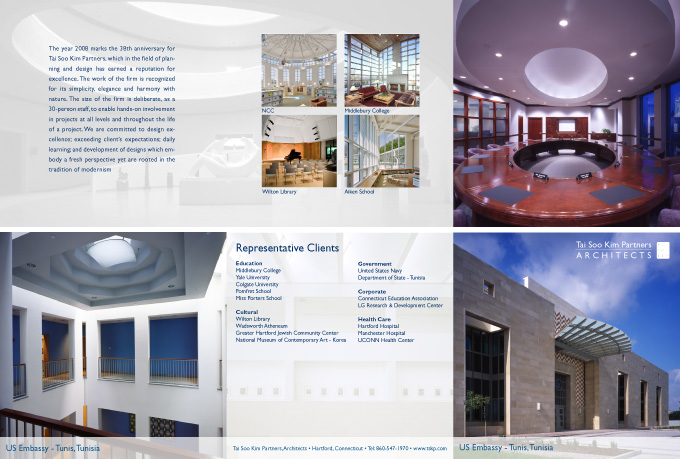 The year 2008 marks the 38th anniversary for
Tai Soo Kim Partners, which in the field of plan-
ning and design has earned a reputation for
excellence. The work of the firm is recognized
for its simplicity, elegance and harmony with
nature. The size of the firm is deliberate, as a
30-person staff, to enable hands-on involvement
in projects at all levels and throughout the life
of a project. We are committed to design ex-
cellence; exceeding client's expectations; daily
learning; and development of designs which em-
body a fresh perspective yet are rooted in the
tradition of modernism
NCC
Middlebury College
Wilton Library
Aiken School
US Embassy - Tunis, Tunisia
Representative Clients
Education
Middlebury College
Yale University
Colgate University
Pomfret School
Miss Porters School
Cultural
Wilton Library
Wadsworth Atheneum
Greater Hartford Jewish Community Center
National Museum of Contemporary Art - Korea
Government
United States Navy
Department of State - Tunisia
Corporate
Connecticut Education Association
LG Research & Development Center
Health Care
Hartford Hospital
Manchester Hospital
UCONN Health Center
Tai Soo Kim Partners, Architects • Hartford, Connecticut • Tel: 860-547-1970 • www.tskp.com
Tai Soo Kim Partners
ARCHITECTS
US Embassy - Tunis, Tunisia